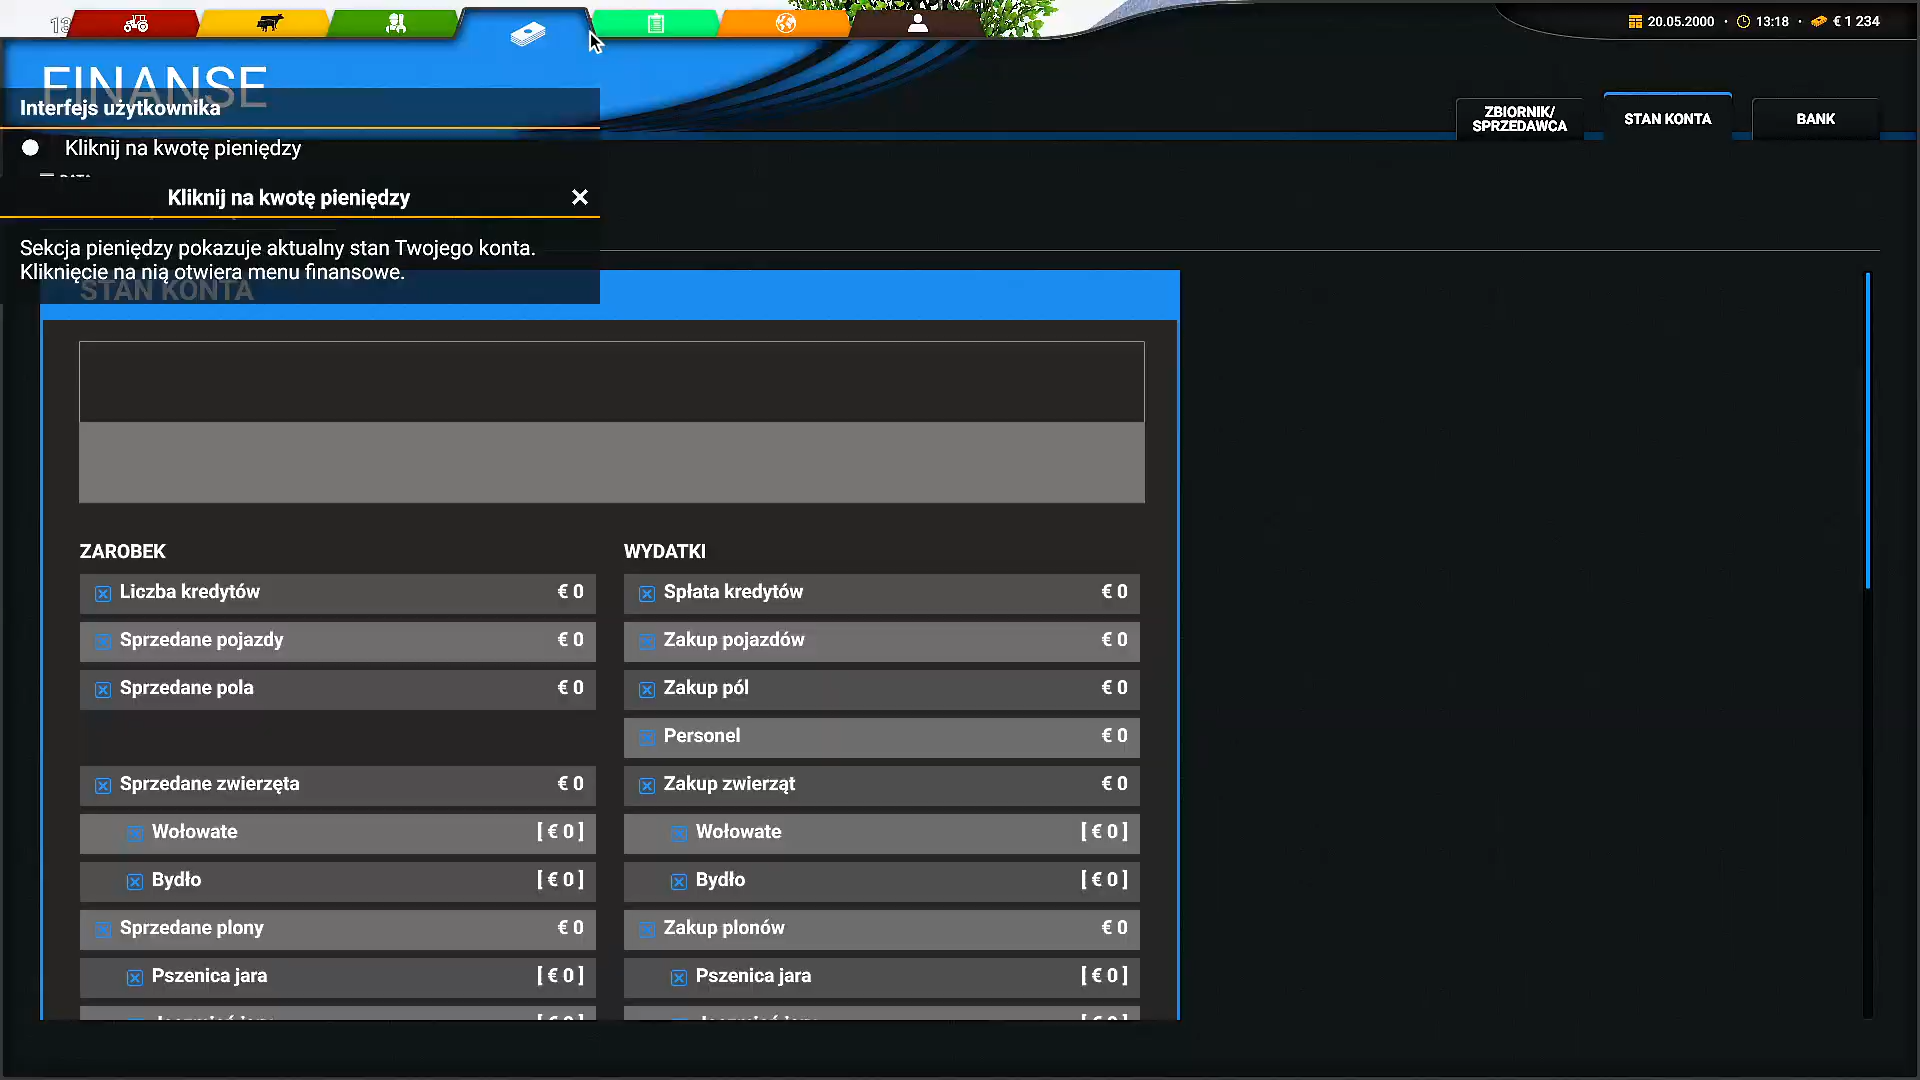 13
20.05.2000 · 13:18 · € 1 234
FINANSE
Interfejs użytkownika
Kliknij na kwotę pieniędzy
ZBIORNIK/
SPRZEDAWCA
STAN KONTA
BANK
DATA
Kliknij na kwotę pieniędzy
Sekcja pieniędzy pokazuje aktualny stan Twojego konta.
Kliknięcie na nią otwiera menu finansowe.
STAN KONTA
ZAROBEK
WYDATKI
Liczba kredytów € 0
Spłata kredytów € 0
Sprzedane pojazdy € 0
Zakup pojazdów € 0
Sprzedane pola € 0
Zakup pól € 0
Personel € 0
Sprzedane zwierzęta € 0
Zakup zwierząt € 0
Wołowate [ € 0 ]
Wołowate [ € 0 ]
Bydło [ € 0 ]
Bydło [ € 0 ]
Sprzedane plony € 0
Zakup plonów € 0
Pszenica jara [ € 0 ]
Pszenica jara [ € 0 ]